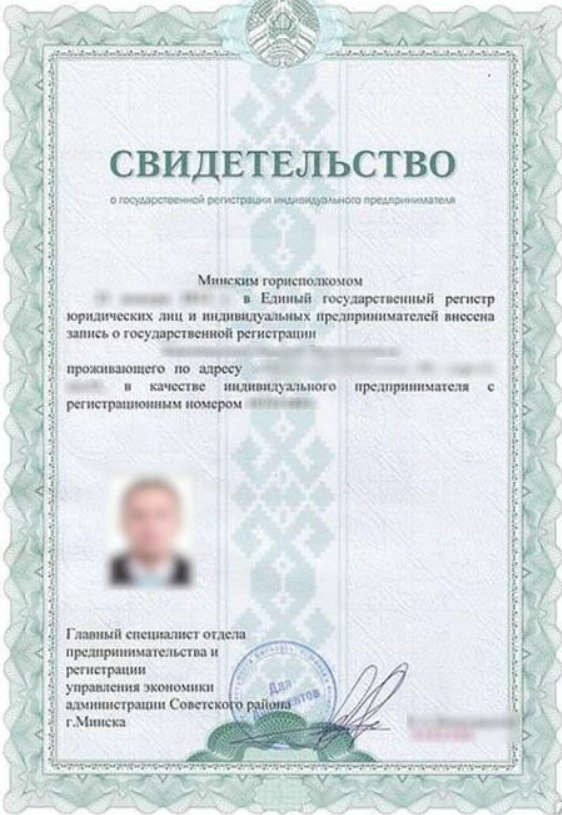 СВИДЕТЕЛЬСТВО
о государственной регистрации индивидуального предпринимателя
Минским горисполкомом
в Единый государственный регистр
юридических лиц и индивидуальных предпринимателей внесена
запись о государственной регистрации
проживающего по адресу
в качестве индивидуального предпринимателя с
регистрационным номером
Главный специалист отдела
предпринимательства и
регистрации
управления экономики
администрации Советского района
г.Минска
Для